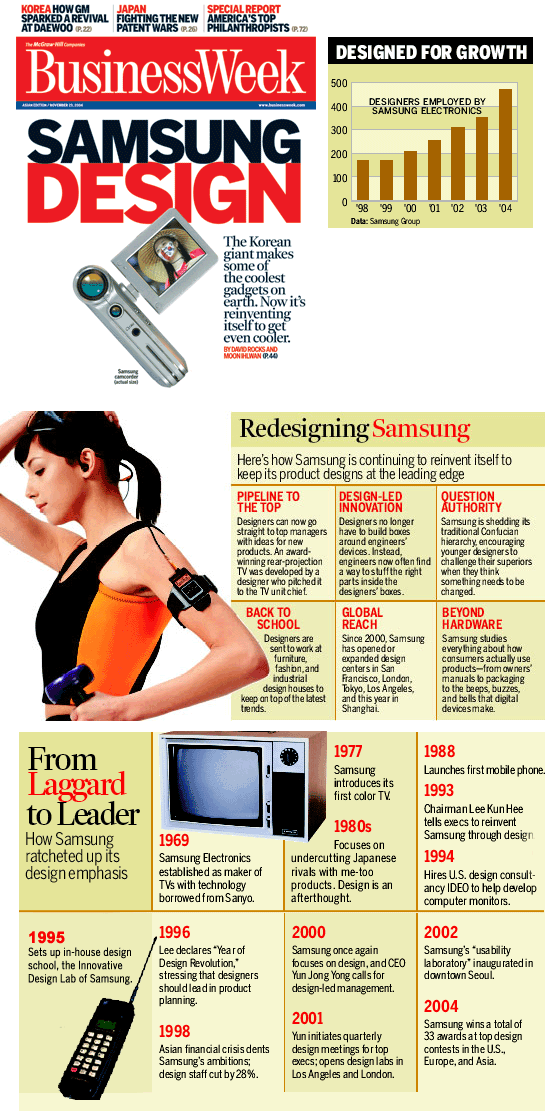 KOREA HOW GM
SPARKED A REVIVAL
AT DAEWOO (P.22)
JAPAN
FIGHTING THE NEW
PATENT WARS (P.26)
SPECIAL REPORT
AMERICA'S TOP
PHILANTHROPISTS (P.72)
The McGraw-Hill Companies
BusinessWeek
ASIAN EDITION / NOVEMBER 29, 2004
www.businessweek.com
SAMSUNG
DESIGN
The Korean
giant makes
some of
the coolest
gadgets on
earth. Now it's
reinventing
itself to get
even cooler.
BY DAVID ROCKS AND
MOON IHLWAN (P.44)
Samsung
camcorder
(actual size)
DESIGNED FOR GROWTH
DESIGNERS EMPLOYED BY
SAMSUNG ELECTRONICS
500
400
300
200
100
0
'98 '99 '00 '01 '02 '03 '04
Data: Samsung Group
Redesigning Samsung
Here's how Samsung is continuing to reinvent itself to
keep its product designs at the leading edge
PIPELINE TO
THE TOP
Designers can now go
straight to top managers
with ideas for new
products. An award-
winning rear-projection
TV was developed by a
designer who pitched it
to the TV unit chief.
DESIGN-LED
INNOVATION
Designers no longer
have to build boxes
around engineers'
devices. Instead,
engineers now often find
a way to stuff the right
parts inside the
designers' boxes.
QUESTION
AUTHORITY
Samsung is shedding its
traditional Confucian
hierarchy, encouraging
younger designers to
challenge their superiors
when they think
something needs to be
changed.
BACK TO
SCHOOL
Designers are
sent to work at
furniture,
fashion, and
industrial
design houses to
keep on top of the latest
trends.
GLOBAL
REACH
Since 2000, Samsung
has opened or
expanded design
centers in San
Francisco, London,
Tokyo, Los Angeles,
and this year in
Shanghai.
BEYOND
HARDWARE
Samsung studies
everything about how
consumers actually use
products—from owners'
manuals to packaging
to the beeps, buzzes,
and bells that digital
devices make.
From
Laggard
to Leader
How Samsung
ratcheted up its
design emphasis
1969
Samsung Electronics
established as maker of
TVs with technology
borrowed from Sanyo.
1977
Samsung
introduces its
first color TV.
1980s
Focuses on
undercutting Japanese
rivals with me-too
products. Design is an
afterthought.
1988
Launches first mobile phone.
1993
Chairman Lee Kun Hee
tells execs to reinvent
Samsung through design
1994
Hires U.S. design consult-
ancy IDEO to help develop
computer monitors.
1995
Sets up in-house design
school, the Innovative
Design Lab of Samsung.
1996
Lee declares "Year of
Design Revolution,"
stressing that designers
should lead in product
planning.
1998
Asian financial crisis dents
Samsung's ambitions;
design staff cut by 28%.
2000
Samsung once again
focuses on design, and CEO
Yun Jong Yong calls for
design-led management.
2001
Yun initiates quarterly
design meetings for top
execs; opens design labs in
Los Angeles and London.
2002
Samsung's "usability
laboratory" inaugurated in
downtown Seoul.
2004
Samsung wins a total of
33 awards at top design
contests in the U.S.,
Europe, and Asia.